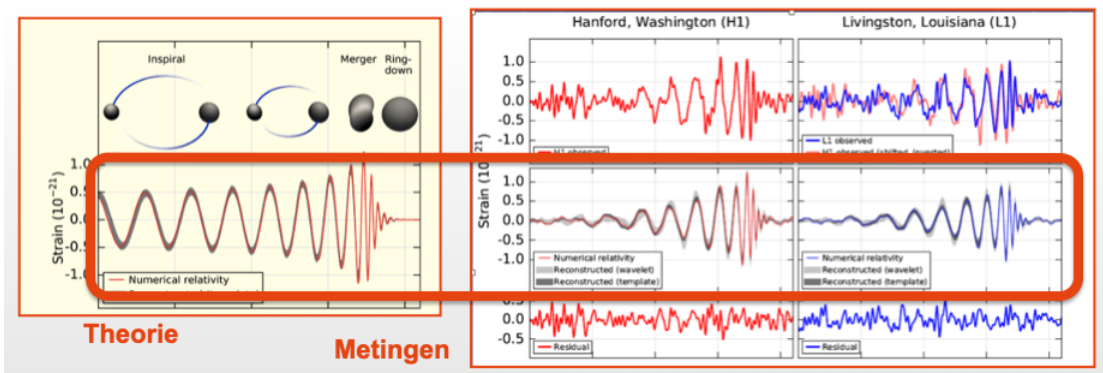 Inspiral
Merger Ring-
down
Strain (10⁻²¹)
1.0
0.5
0.0
-0.5
-1.0
Numerical relativity
Theorie
Metingen
Hanford, Washington (H1)
Livingston, Louisiana (L1)
1.0
0.5
0.0
-0.5
-1.0
H1 observed
L1 observed
H1 observed (shifted, inverted)
Strain (10⁻²¹)
1.0
0.5
0.0
-0.5
-1.0
Numerical relativity
Reconstructed (wavelet)
Reconstructed (template)
Numerical relativity
Reconstructed (wavelet)
Reconstructed (template)
0.5
0.0
-0.5
Residual
Residual